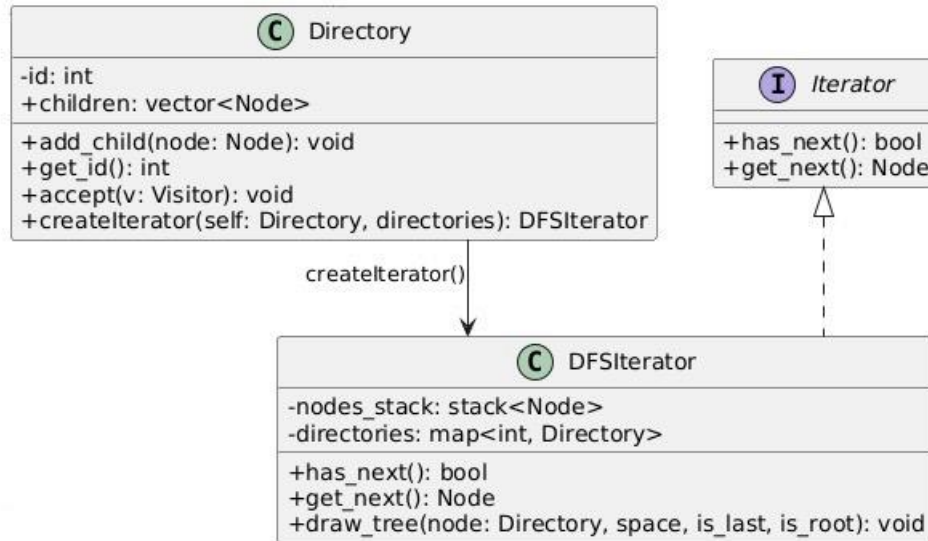 C Directory
-id: int
+children: vector<Node>
+add_child(node: Node): void
+get_id(): int
+accept(v: Visitor): void
+createIterator(self: Directory, directories): DFSIterator
I Iterator
+has_next(): bool
+get_next(): Node
createIterator()
C DFSIterator
-nodes_stack: stack<Node>
-directories: map<int, Directory>
+has_next(): bool
+get_next(): Node
+draw_tree(node: Directory, space, is_last, is_root): void